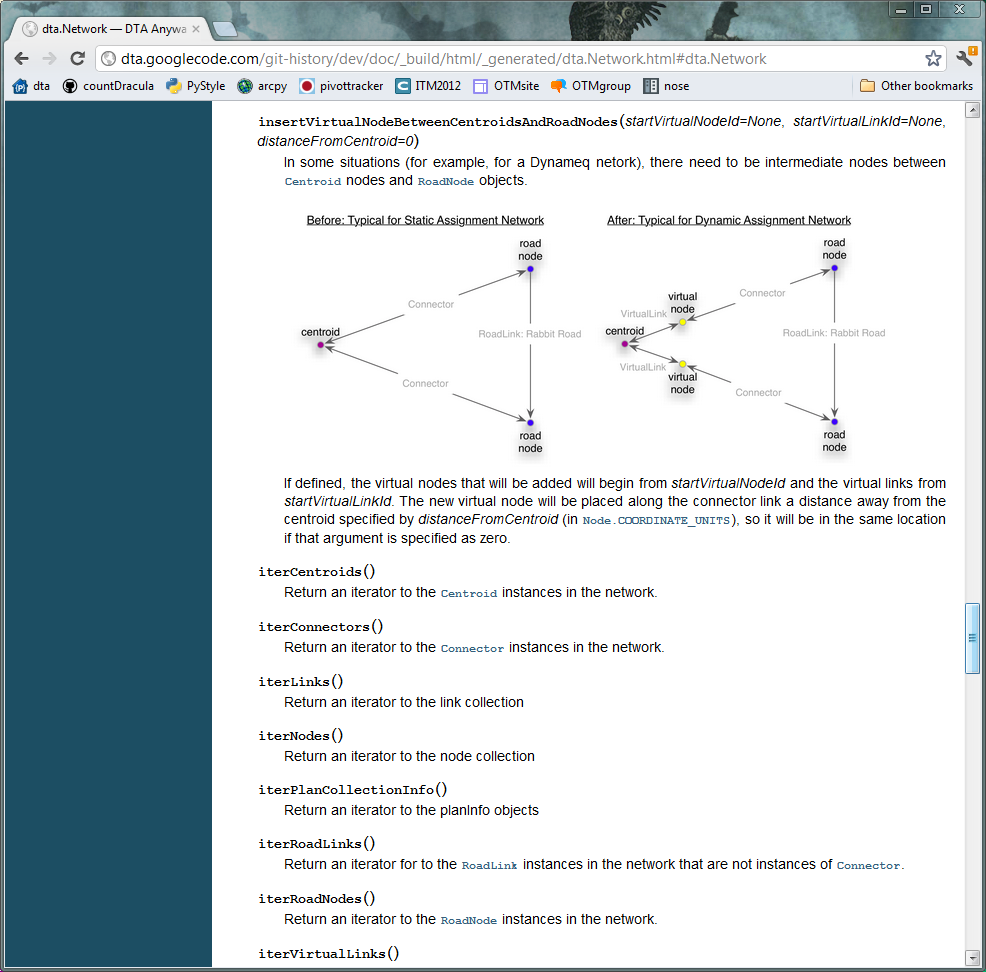 dta.Network — DTA Anywa
dta.googlecode.com/git-history/dev/doc/_build/html/_generated/dta.Network.html#dta.Network
dta countDracula PyStyle arcpy pivottracker ITM2012 OTMsite OTMgroup nose Other bookmarks
insertVirtualNodeBetweenCentroidsAndRoadNodes(startVirtualNodeId=None, startVirtualLinkId=None,
distanceFromCentroid=0)
In some situations (for example, for a Dynameq netork), there need to be intermediate nodes between
Centroid nodes and RoadNode objects.
Before: Typical for Static Assignment Network
road
node
Connector
centroid
RoadLink: Rabbit Road
Connector
road
node
After: Typical for Dynamic Assignment Network
road
node
Connector
virtual
node
VirtualLink
centroid
RoadLink: Rabbit Road
VirtualLink
virtual
node
Connector
road
node
If defined, the virtual nodes that will be added will begin from startVirtualNodeId and the virtual links from
startVirtualLinkId. The new virtual node will be placed along the connector link a distance away from the
centroid specified by distanceFromCentroid (in Node.COORDINATE_UNITS), so it will be in the same location
if that argument is specified as zero.
iterCentroids()
Return an iterator to the Centroid instances in the network.
iterConnectors()
Return an iterator to the Connector instances in the network.
iterLinks()
Return an iterator to the link collection
iterNodes()
Return an iterator to the node collection
iterPlanCollectionInfo()
Return an iterator to the planInfo objects
iterRoadLinks()
Return an iterator for to the RoadLink instances in the network that are not instances of Connector.
iterRoadNodes()
Return an iterator to the RoadNode instances in the network.
iterVirtualLinks()